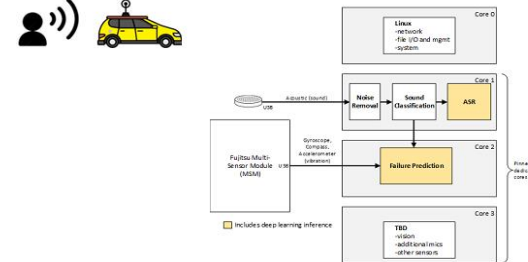 Core 0
Linux
-network
-file I/O and mgmt
-system
Core 1
Acoustic (sound)
USB
Noise
Removal
Sound
Classification
ASR
Core 2
Gyroscope,
Compass,
Accelerometer
(vibration)
Fujitsu Multi-
Sensor Module
(MSM)
USB
Failure Prediction
Core 3
Includes deep learning inference
TBD
-vision
-additional mics
-other sensors
cores